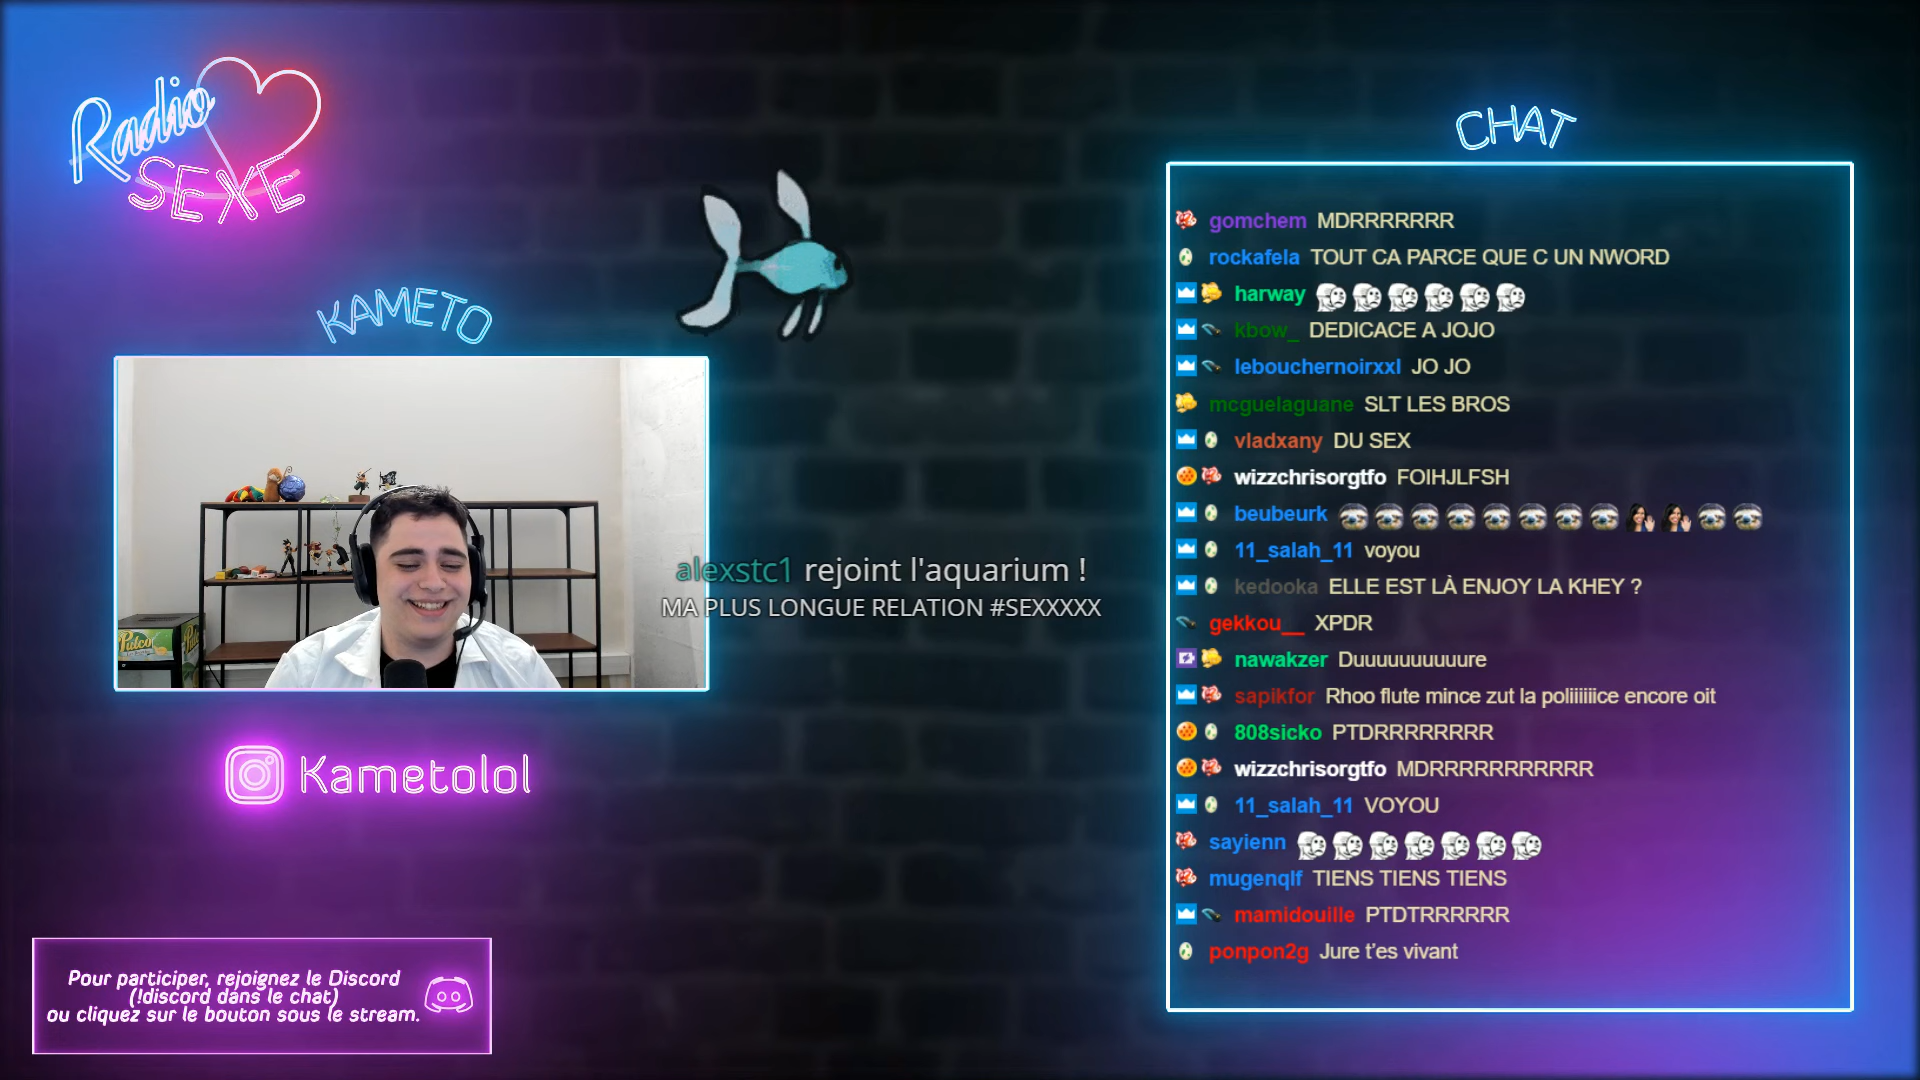 Radio
SEXE
KAMETO
Pulco
Kametolol
Pour participer, rejoignez le Discord
(!discord dans le chat)
ou cliquez sur le bouton sous le stream.
alexstc1 rejoint l'aquarium !
MA PLUS LONGUE RELATION #SEXXXXX
CHAT
gomchem MDRRRRRRR
rockafela TOUT CA PARCE QUE C UN NWORD
harway
kbow_ DEDICACE A JOJO
lebouchernoirxxl JO JO
mcguelaguane SLT LES BROS
vladxany DU SEX
wizzchrisorgtfo FOIHJLFSH
beubeurk
11_salah_11 voyou
kedooka ELLE EST LÀ ENJOY LA KHEY ?
gekkou__ XPDR
nawakzer Duuuuuuuuuure
sapikfor Rhoo flute mince zut la poliiiiiice encore oit
808sicko PTDRRRRRRRR
wizzchrisorgtfo MDRRRRRRRRRRR
11_salah_11 VOYOU
sayienn
mugenqlf TIENS TIENS TIENS
mamidouille PTDTRRRRRR
ponpon2g Jure t'es vivant